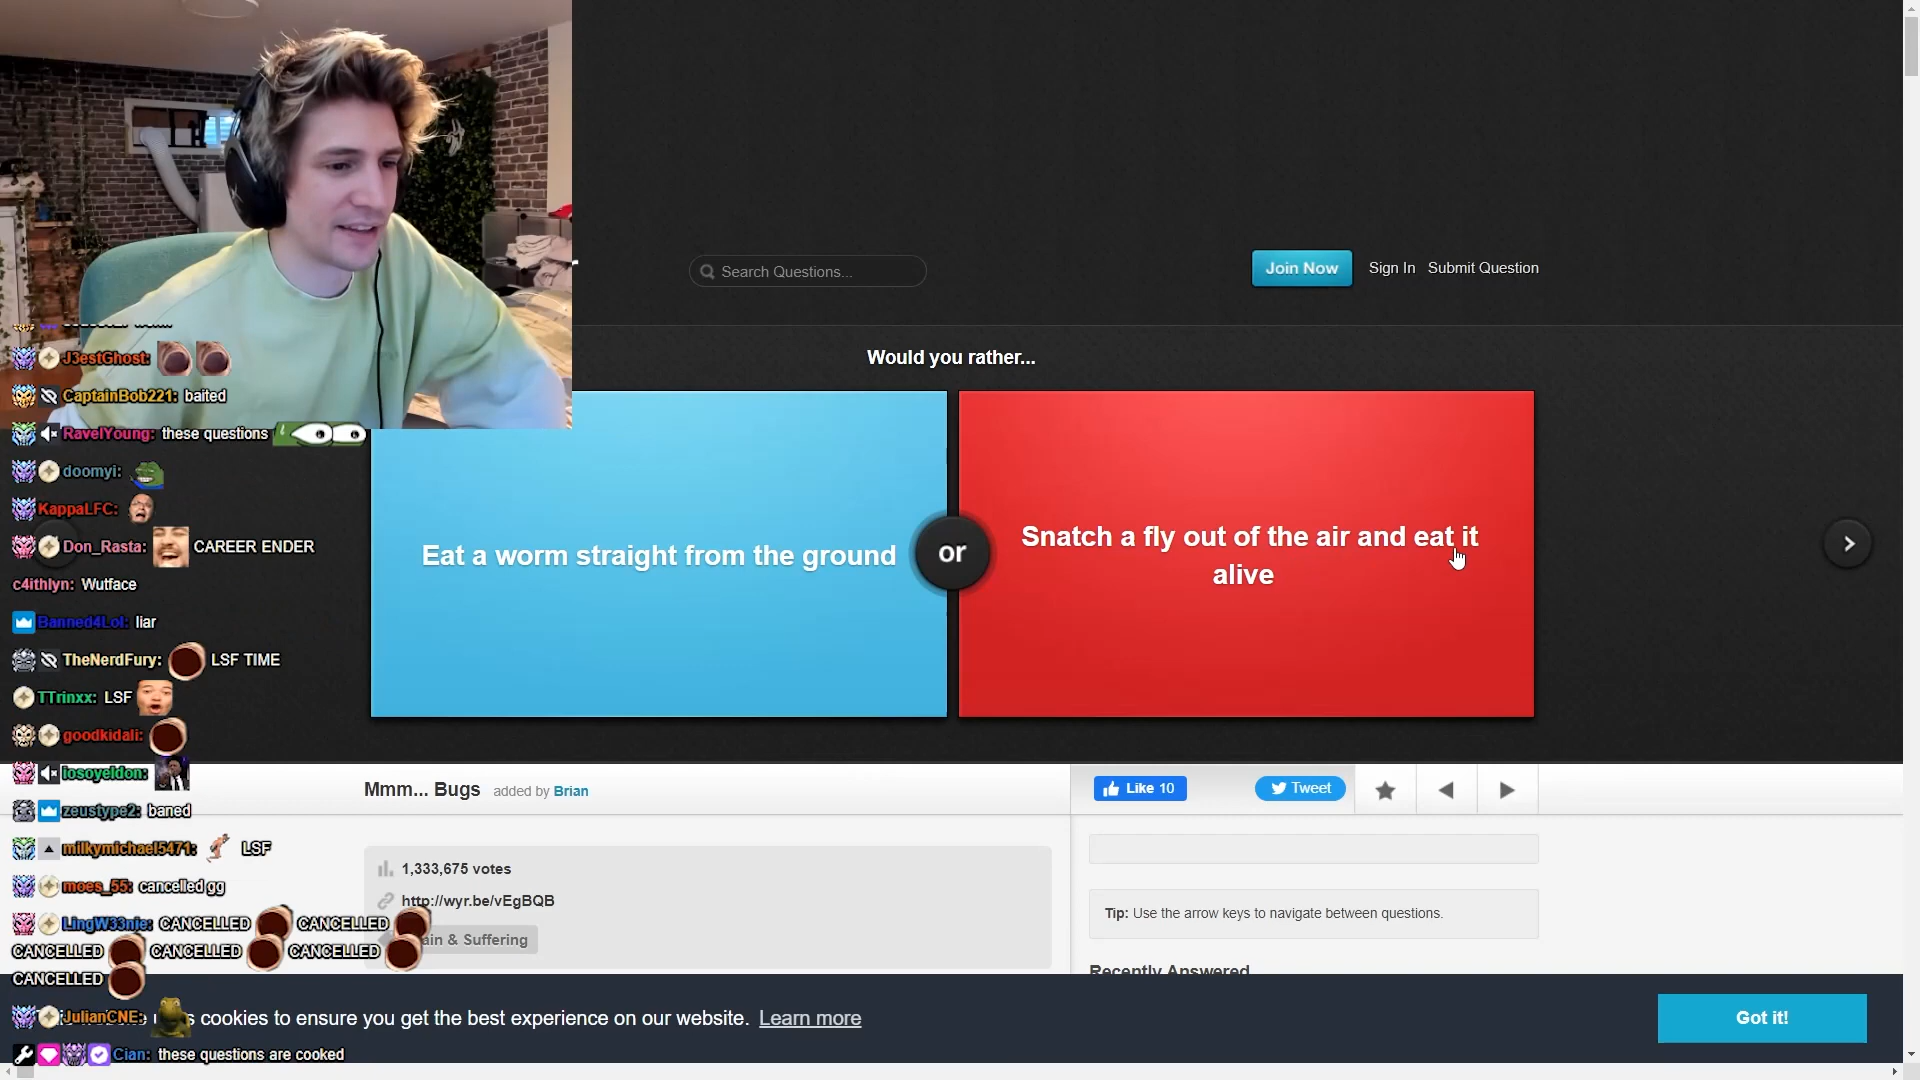 Search Questions...
Join Now
Sign In
Submit Question
Would you rather...
Eat a worm straight from the ground
or
Snatch a fly out of the air and eat it
alive
J3estGhost:
CaptainBob221: baited
RavelYoung: these questions
doomyi:
KappaLFC:
Don_Rasta: CAREER ENDER
c4ithlyn: Wutface
Banned4Lol: liar
TheNerdFury: LSF TIME
TTrinxx: LSF
goodkidali:
iosoyeldon:
zeustype2: baned
milkymichael5471: LSF
moes_55: cancelled gg
LingW33nie: CANCELLED CANCELLED
CANCELLED CANCELLED CANCELLED
CANCELLED
JulianCNE:
Cian: these questions are cooked
Mmm... Bugs added by Brian
Like 10
Tweet
1,333,675 votes
http://wyr.be/vEgBQB
& Suffering
Tip: Use the arrow keys to navigate between questions.
Recently Answered
cookies to ensure you get the best experience on our website. Learn more
Got it!